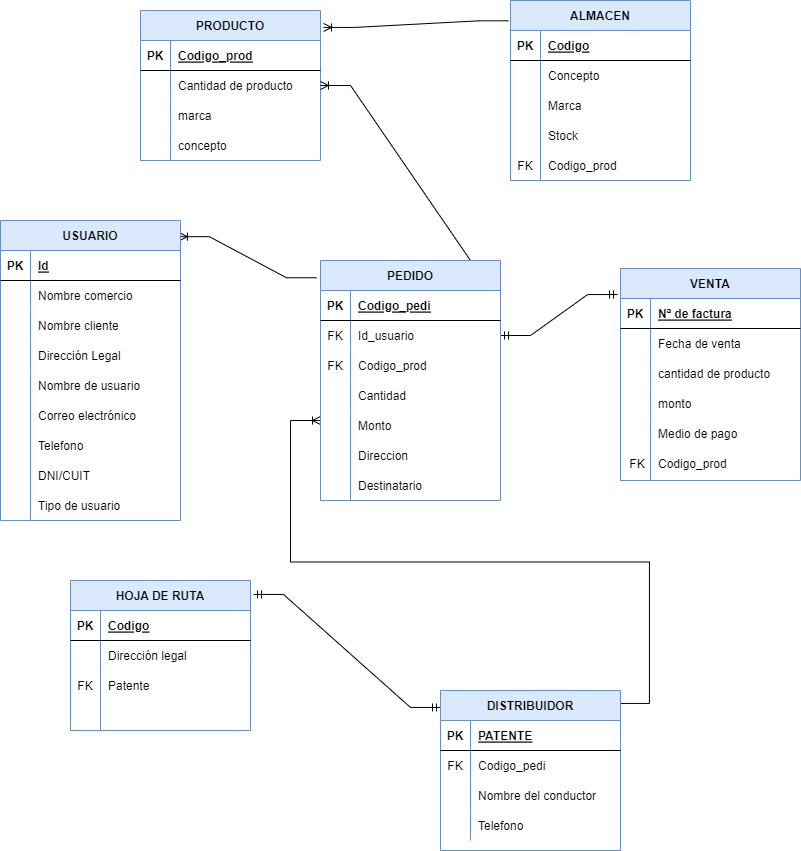 PRODUCTO
PK Codigo_prod
Cantidad de producto
marca
concepto
ALMACEN
PK Codigo
Concepto
Marca
Stock
FK Codigo_prod
USUARIO
PK Id
Nombre comercio
Nombre cliente
Dirección Legal
Nombre de usuario
Correo electrónico
Telefono
DNI/CUIT
Tipo de usuario
PEDIDO
PK Codigo_pedi
FK Id_usuario
FK Codigo_prod
Cantidad
Monto
Direccion
Destinatario
VENTA
PK Nª de factura
Fecha de venta
cantidad de producto
monto
Medio de pago
FK Codigo_prod
HOJA DE RUTA
PK Codigo
Dirección legal
FK Patente
DISTRIBUIDOR
PK PATENTE
FK Codigo_pedi
Nombre del conductor
Telefono